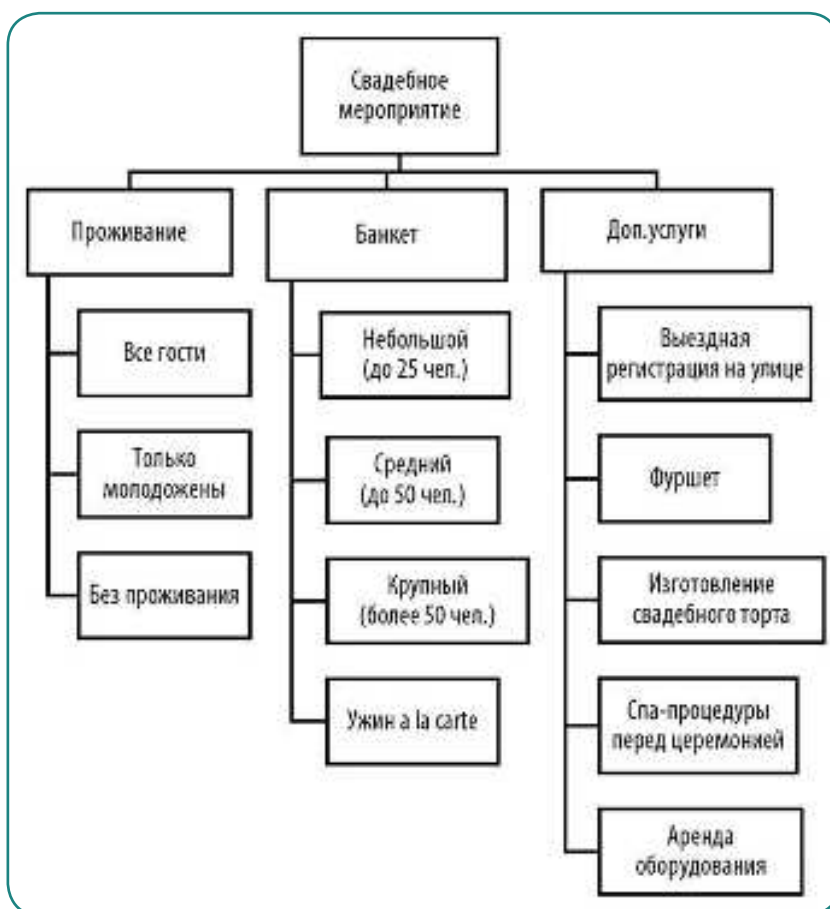 Свадебное
мероприятие
Проживание
Банкет
Доп.услуги
Все гости
Только
молодожены
Без проживания
Небольшой
(до 25 чел.)
Средний
(до 50 чел.)
Крупный
(более 50 чел.)
Ужин a la carte
Выездная
регистрация на улице
Фуршет
Изготовление
свадебного торта
Спа-процедуры
перед церемонией
Аренда
оборудования